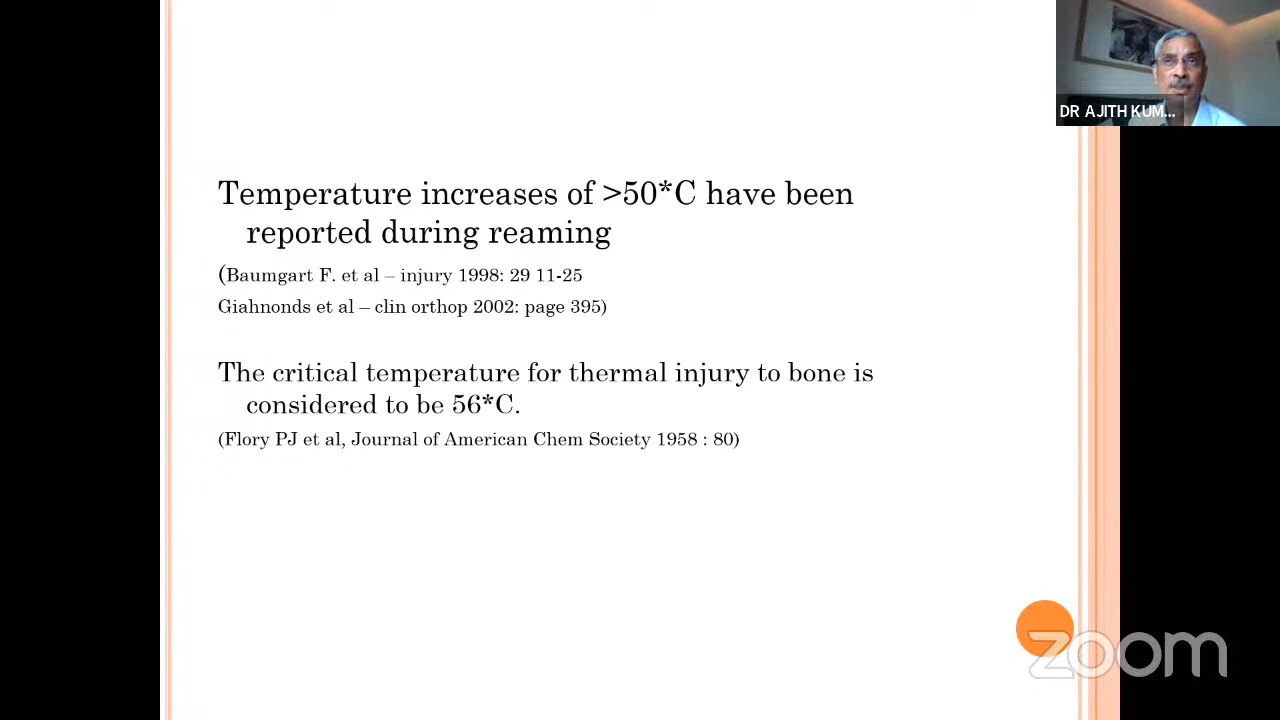 DR AJITH KUM...
Temperature increases of >50*C have been
reported during reaming
(Baumgart F. et al – injury 1998: 29 11-25
Giahnonds et al – clin orthop 2002: page 395)
The critical temperature for thermal injury to bone is
considered to be 56*C.
(Flory PJ et al, Journal of American Chem Society 1958 : 80)
zoom